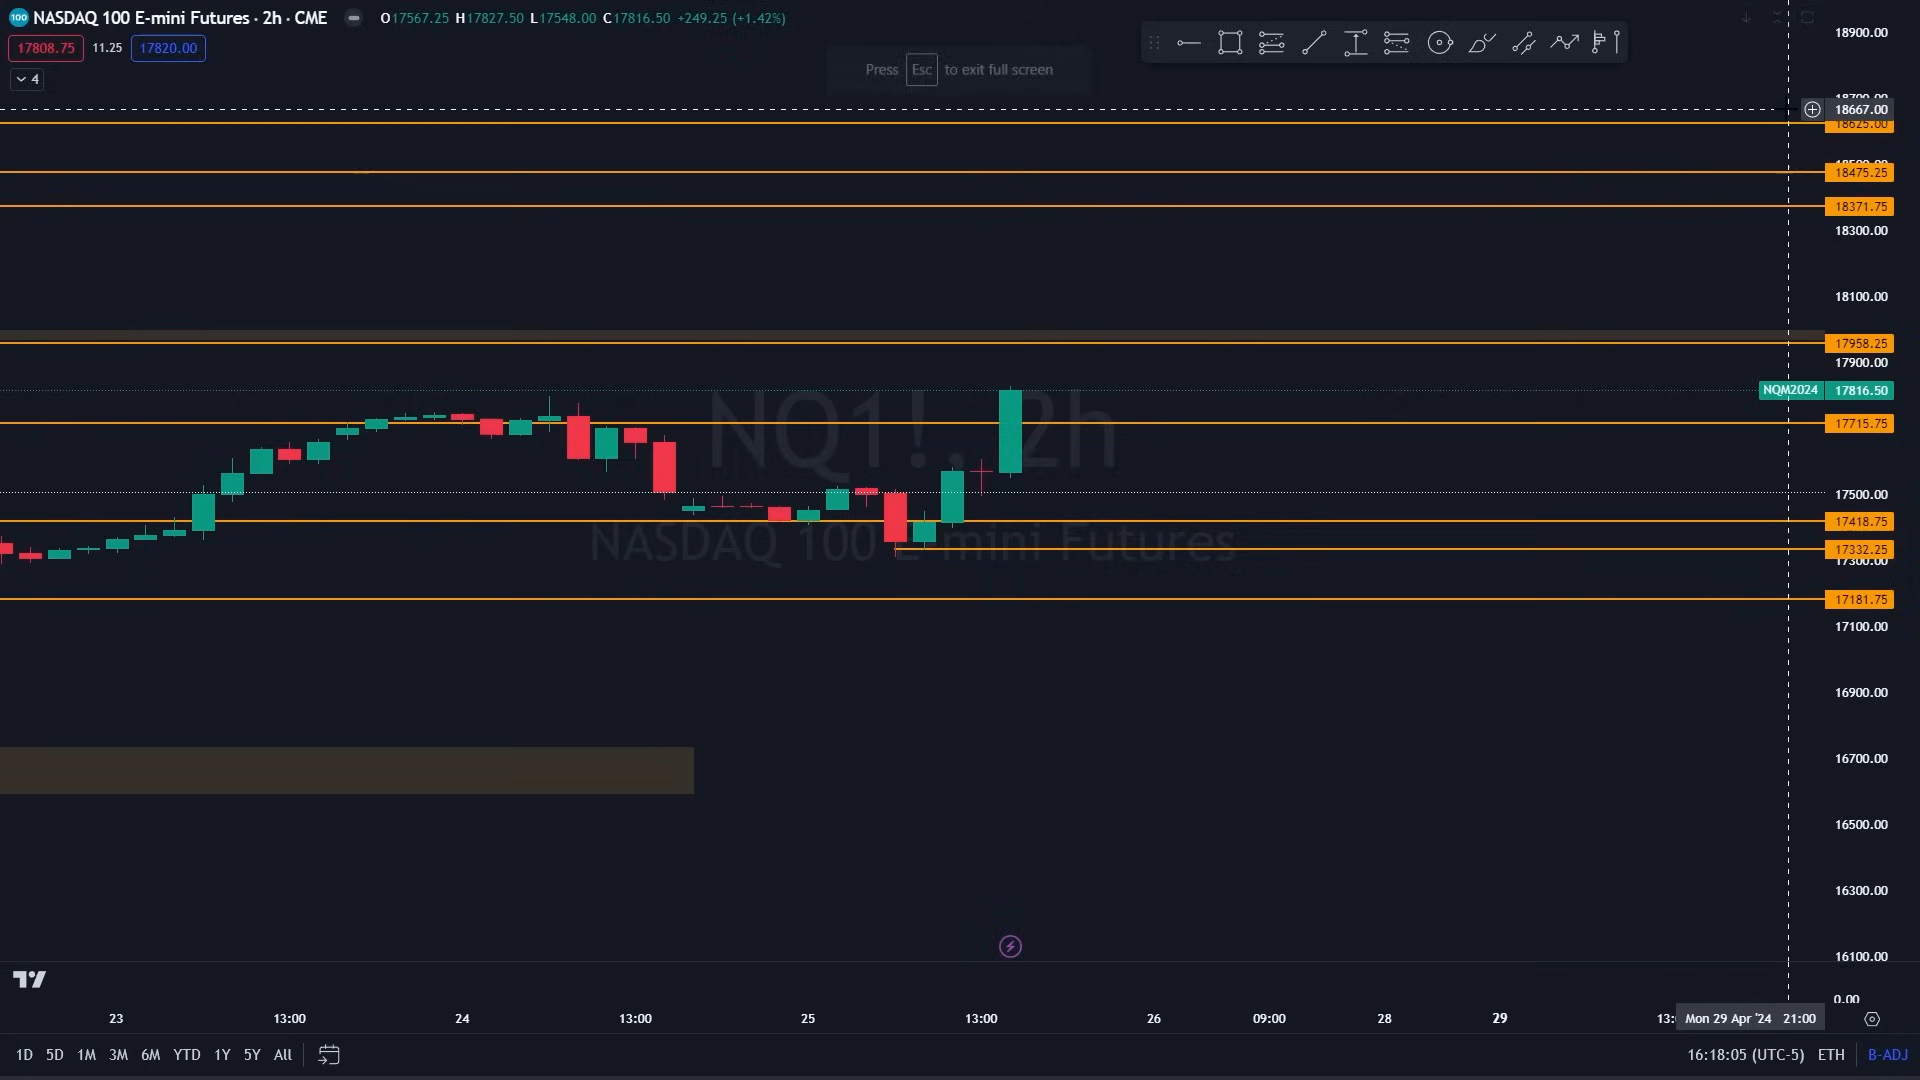 100 NASDAQ 100 E-mini Futures · 2h · CME O17567.25 H17827.50 L17548.00 C17816.50 +249.25 (+1.42%)
17808.75 11.25 17820.00
4
Press Esc to exit full screen
18900.00
18667.00
18625.00
18475.25
18371.75
18300.00
18100.00
17958.25
17900.00
NQM2024 17816.50
17715.75
17500.00
17418.75
17332.25
17300.00
17181.75
17100.00
16900.00
16700.00
16500.00
16300.00
16100.00
0.00
NQ1!, 2h
NASDAQ 100 E-mini Futures
23 13:00 24 13:00 25 13:00 26 09:00 28 29 Mon 29 Apr '24 21:00
1D 5D 1M 3M 6M YTD 1Y 5Y All 16:18:05 (UTC-5) ETH B-ADJ